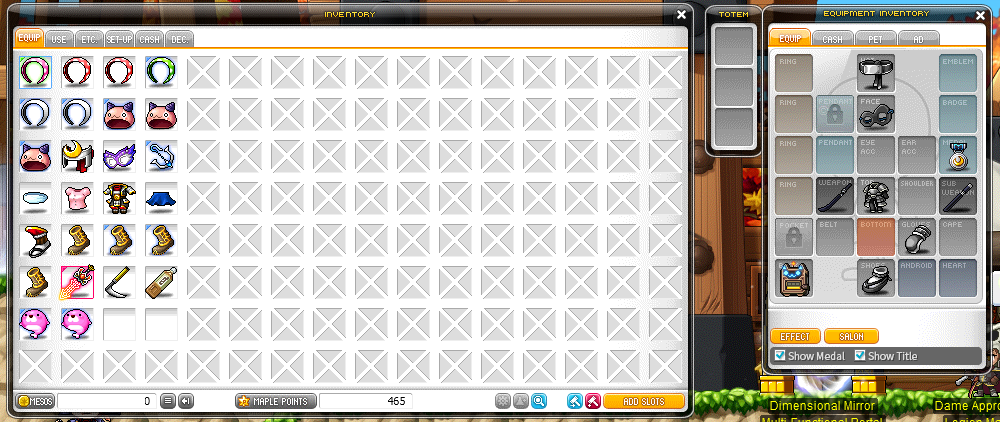 INVENTORY
EQUIP USE ETC. SET-UP CASH DEC.
MESOS 0 MAPLE POINTS 465 ADD SLOTS
TOTEM
EQUIPMENT INVENTORY
EQUIP CASH PET AD
RING EMBLEM
RING PENDANT FACE BADGE
RING PENDANT EYE ACC EAR ACC MEDAL
RING WEAPON TOP SHOULDER SUB WEAPON
POCKET BELT BOTTOM GLOVES CAPE
SHOES ANDROID HEART
EFFECT SALON
Show Medal Show Title
Dimensional Mirror
Multi-Functional Portal
Dame Appro
Legion M